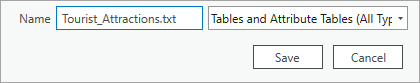 Name Tourist_Attractions.txt Tables and Attribute Tables (All Typ
Save Cancel